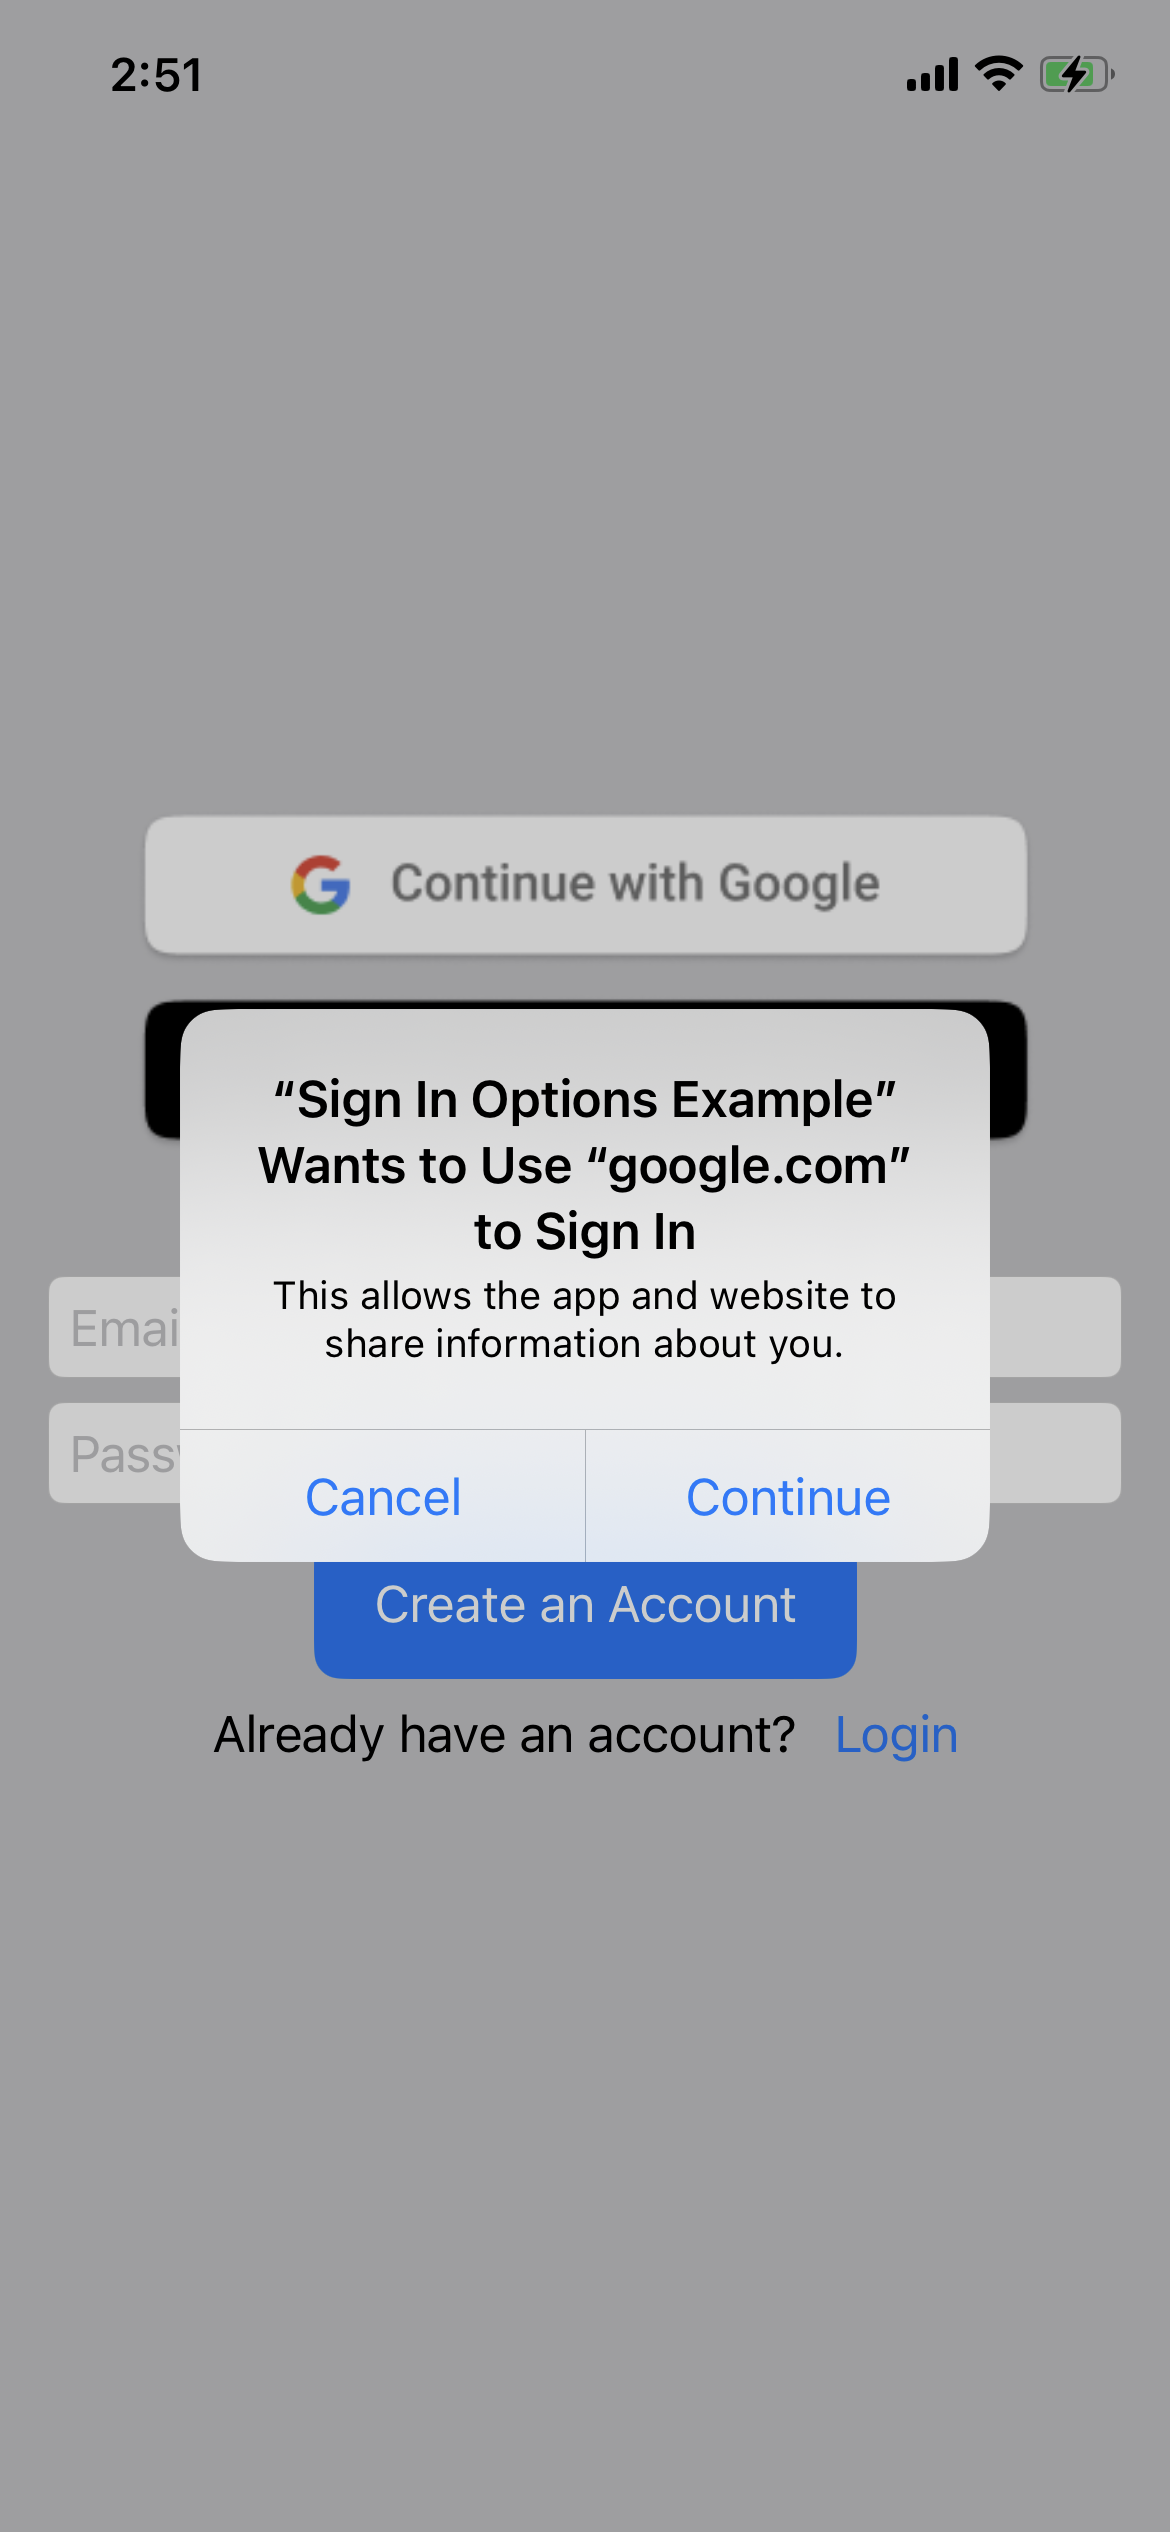 2:51
Continue with Google
“Sign In Options Example”
Wants to Use “google.com”
to Sign In
This allows the app and website to
share information about you.
Cancel
Continue
Create an Account
Already have an account? Login